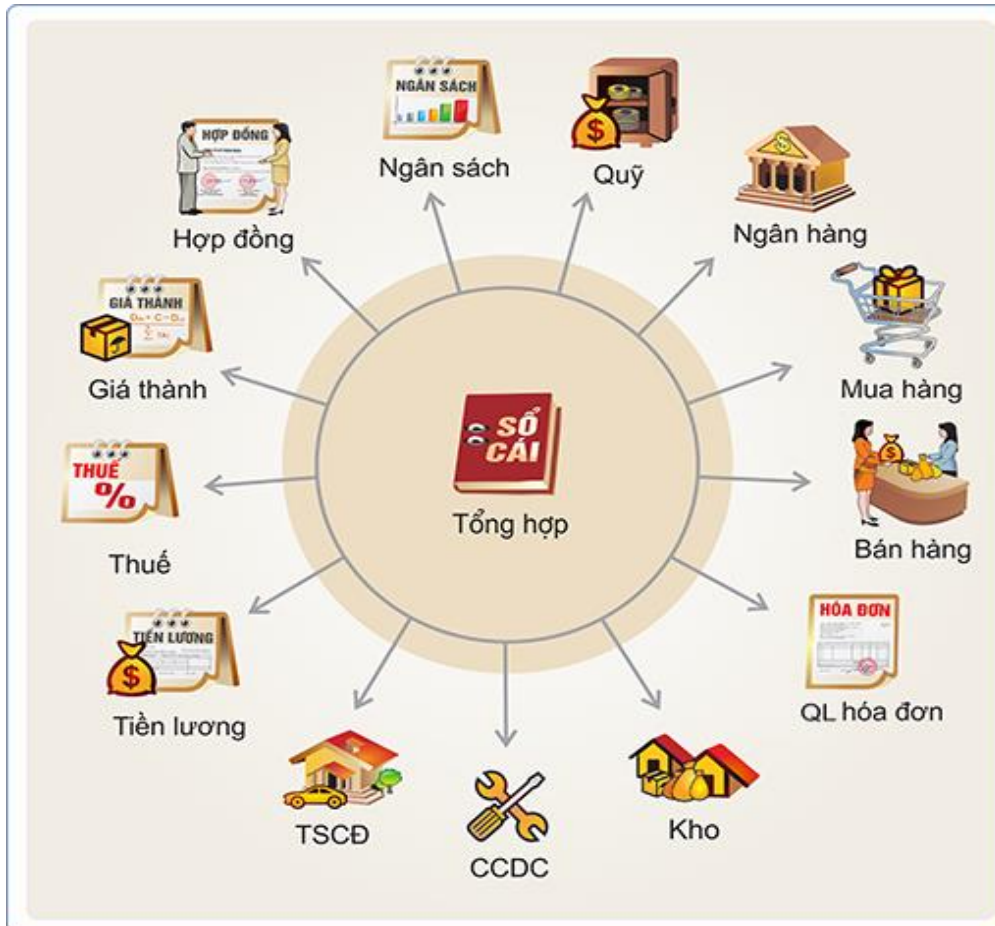 NGÂN SÁCH
Ngân sách
$
Quỹ
HỢP ĐỒNG
Hợp đồng
Ngân hàng
GIÁ THÀNH
Giá thành
Mua hàng
SỔ
CÁI
Tổng hợp
THUẾ
%
Thuế
Bán hàng
TIỀN LƯƠNG
$
Tiền lương
HÓA ĐƠN
QL hóa đơn
TSCĐ
CCDC
Kho